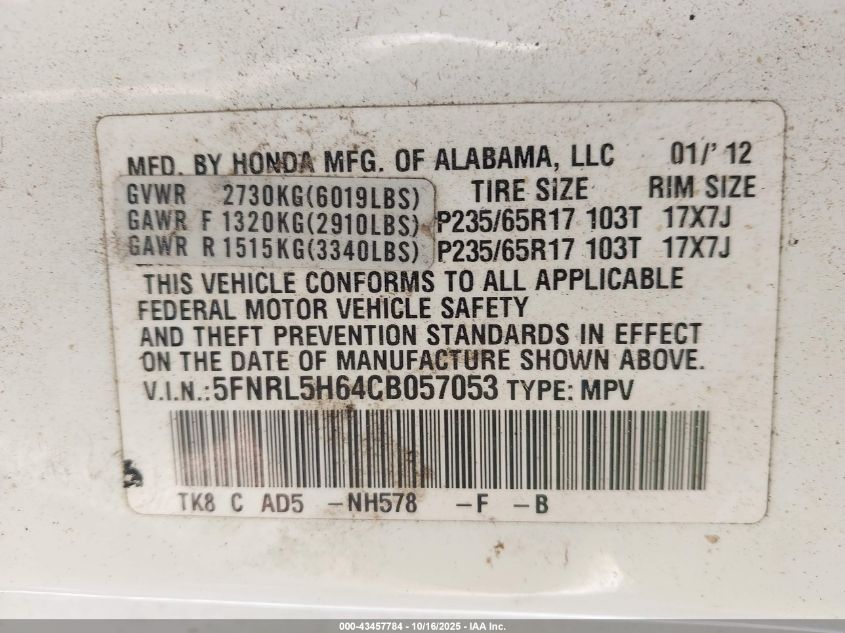 MFD. BY HONDA MFG. OF ALABAMA, LLC 01/'12
GVWR 2730KG(6019LBS) TIRE SIZE RIM SIZE
GAWR F 1320KG(2910LBS) P235/65R17 103T 17X7J
GAWR R 1515KG(3340LBS) P235/65R17 103T 17X7J
THIS VEHICLE CONFORMS TO ALL APPLICABLE
FEDERAL MOTOR VEHICLE SAFETY
AND THEFT PREVENTION STANDARDS IN EFFECT
ON THE DATE OF MANUFACTURE SHOWN ABOVE.
V.I.N.:5FNRL5H64CB057053 TYPE: MPV
TK8 C AD5 -NH578 -F -B
000-43457784 - 10/16/2025 - IAA Inc.